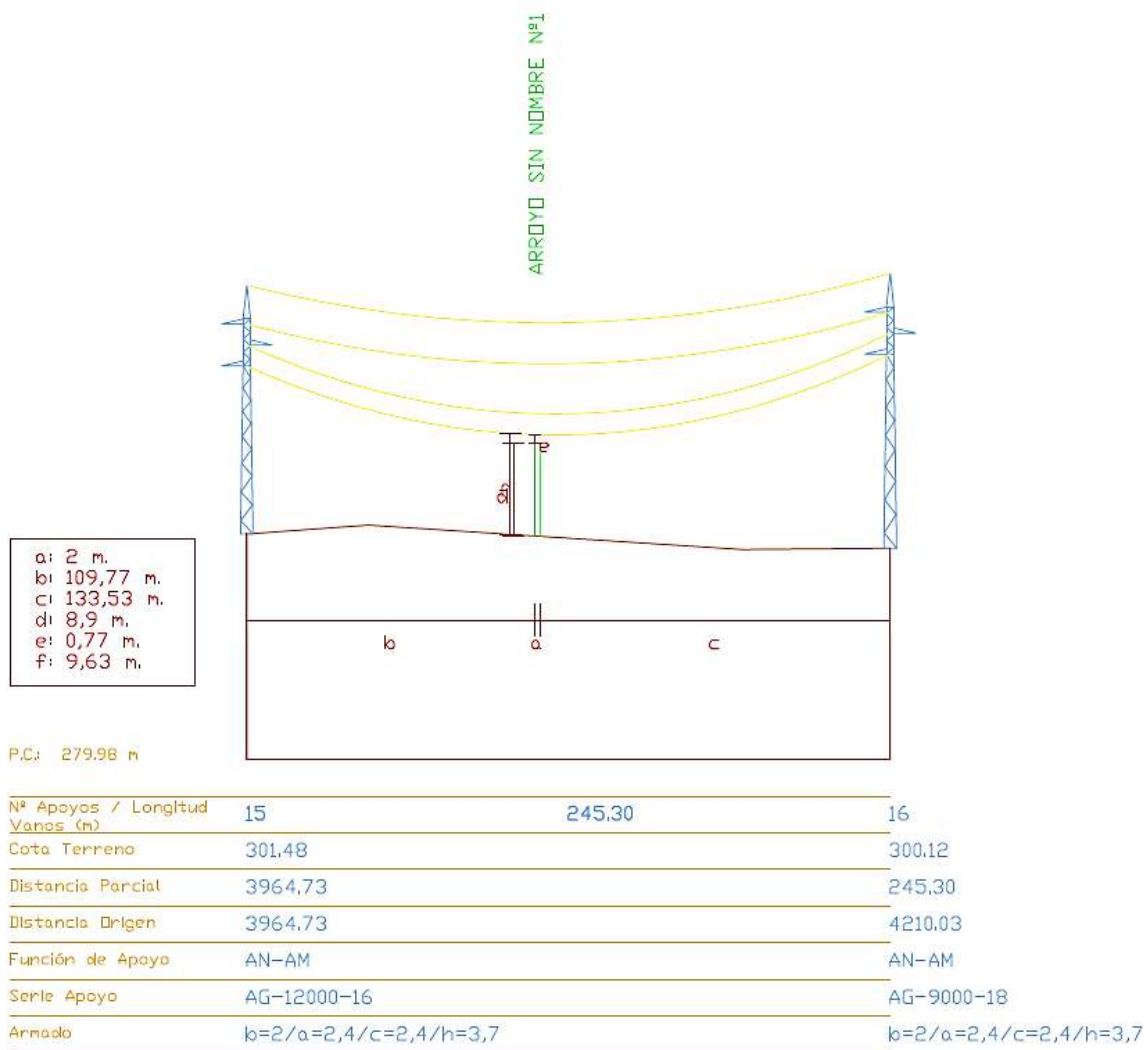 ARROYO SIN NOMBRE Nº1
e
a: 2 m.
b: 109,77 m.
c: 133,53 m.
d: 8,9 m.
e: 0,77 m.
f: 9,63 m.
b
a
c
P.C.: 279.98 m
Nº Apoyos / Longitud Vanos (m) 15 245.30 16
Cota Terreno 301.48 300.12
Distancia Parcial 3964.73 245.30
Distancia Origen 3964.73 4210.03
Función de Apoyo AN-AM AN-AM
Serie Apoyo AG-12000-16 AG-9000-18
Armado b=2/a=2,4/c=2,4/h=3,7 b=2/a=2,4/c=2,4/h=3,7